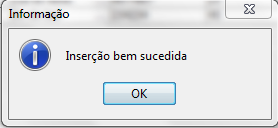 Informação
Inserção bem sucedida
OK